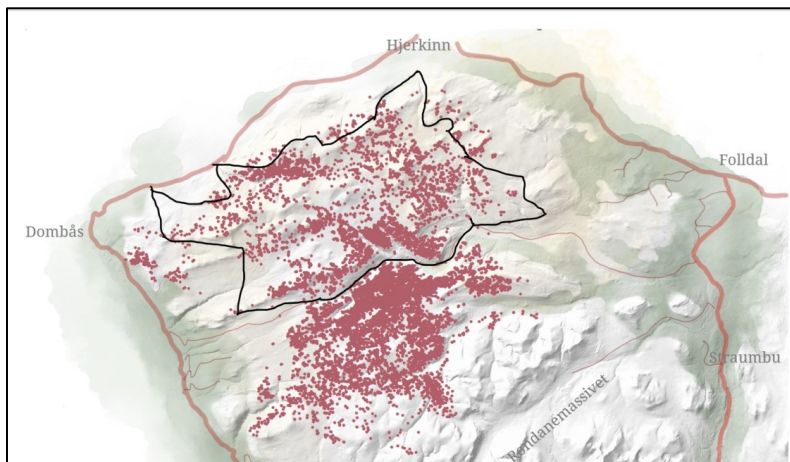 Hjerkinn
Folldal
Dombås
Straumbu
Rondanemassivet